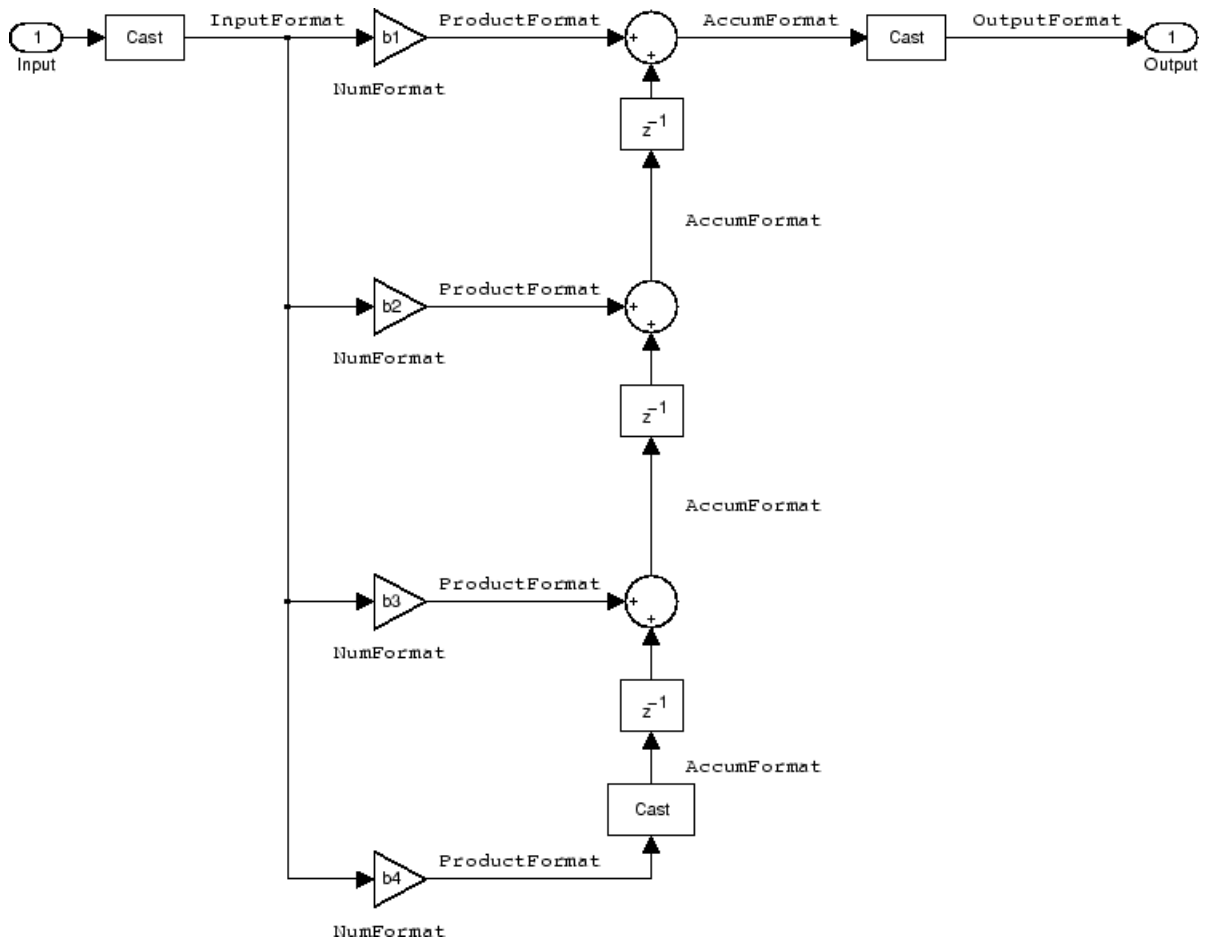 InputFormat ProductFormat AccumFormat OutputFormat
1 Cast b1 + + Cast 1
Input Output
NumFormat
z−1
AccumFormat
ProductFormat
b2 + +
NumFormat
z−1
AccumFormat
ProductFormat
b3 + +
NumFormat
z−1
AccumFormat
Cast
ProductFormat
b4
NumFormat